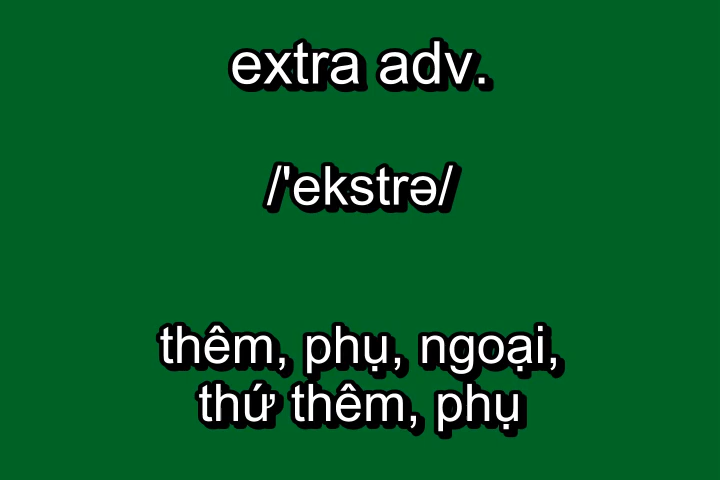 extra adv.
/'ekstrə/
thêm, phụ, ngoại,
thứ thêm, phụ